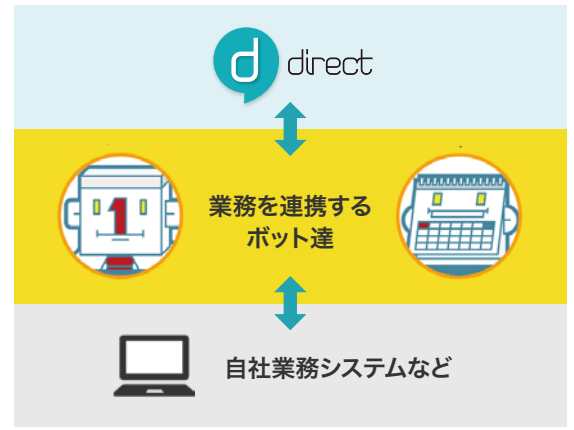 d direct
1
業務を連携する
ボット達
自社業務システムなど